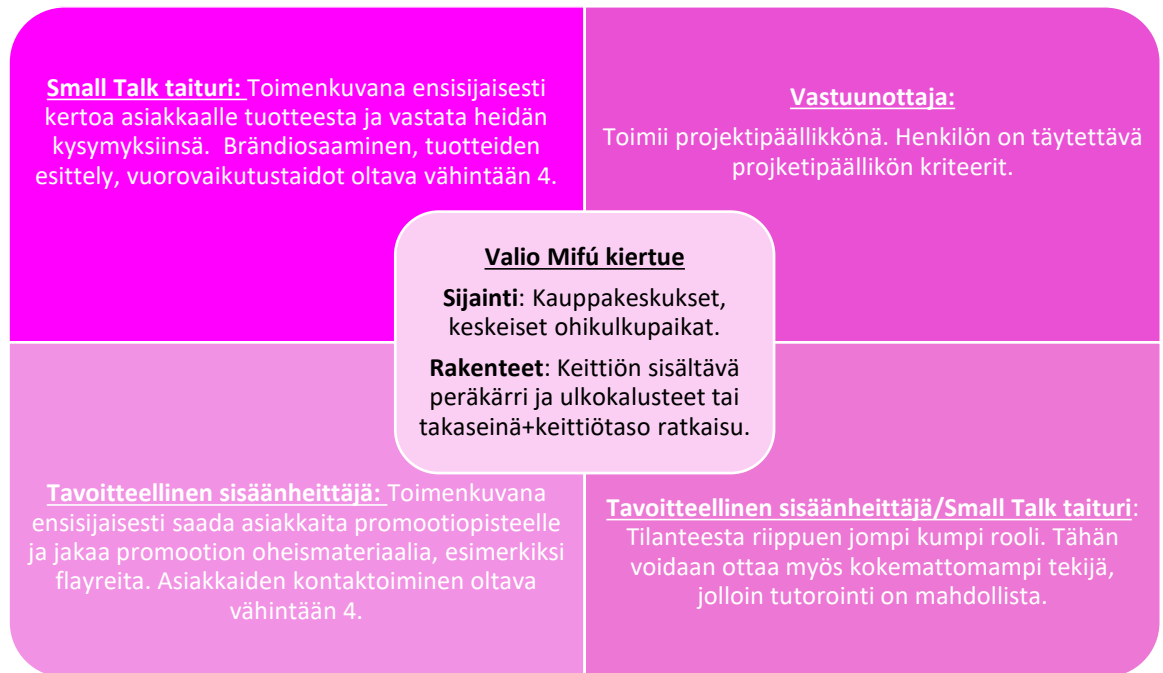 Small Talk taituri: Toimenkuvana ensisijaisesti
kertoa asiakkaalle tuotteesta ja vastata heidän
kysymyksiinsä. Brändiosaaminen, tuotteiden
esittely, vuorovaikutustaidot oltava vähintään 4.
Vastuunottaja:
Toimii projektipäällikkönä. Henkilön on täytettävä
projketipäällikön kriteerit.
Valio Mifú kiertue
Sijainti: Kauppakeskukset,
keskeiset ohikulkupaikat.
Rakenteet: Keittiön sisältävä
peräkärri ja ulkokalusteet tai
takaseinä+keittiötaso ratkaisu.
Tavoitteellinen sisäänheittäjä: Toimenkuvana
ensisijaisesti saada asiakkaita promootiopisteelle
ja jakaa promootion oheismateriaalia, esimerkiksi
flayreita. Asiakkaiden kontaktoiminen oltava
vähintään 4.
Tavoitteellinen sisäänheittäjä/Small Talk taituri:
Tilanteesta riippuen jompi kumpi rooli. Tähän
voidaan ottaa myös kokemattomampi tekijä,
jolloin tutorointi on mahdollista.